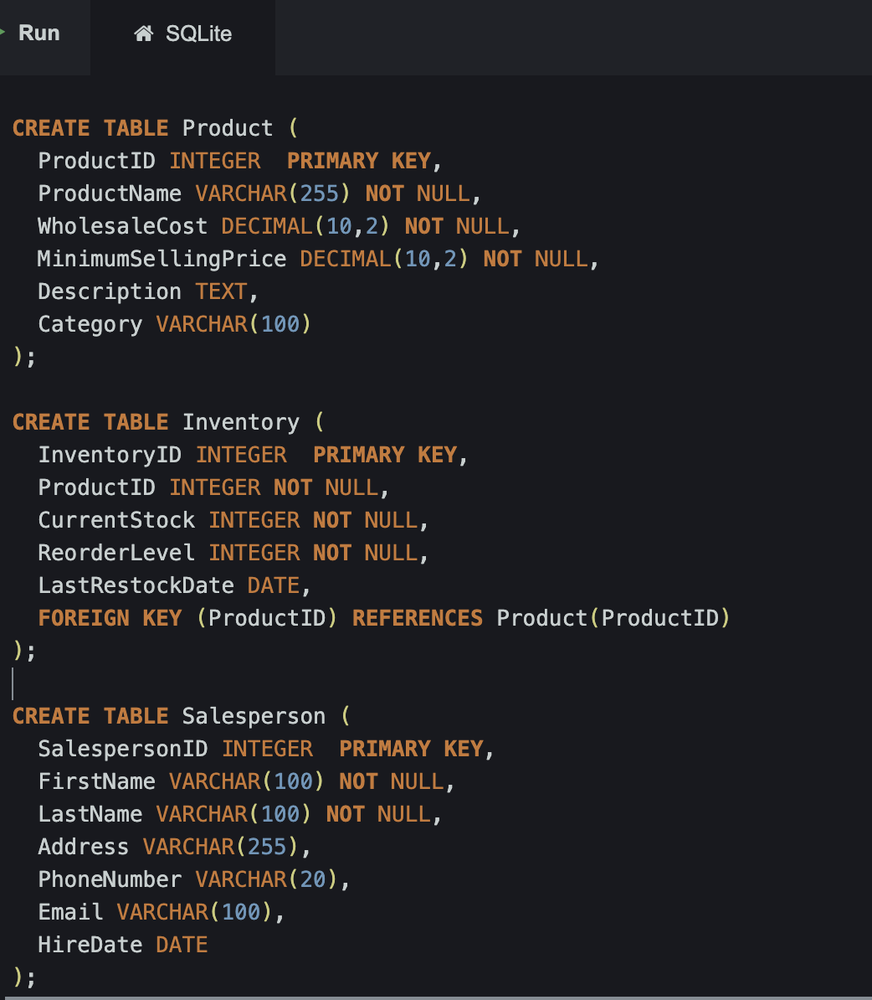 Run SQLite
CREATE TABLE Product (
  ProductID INTEGER  PRIMARY KEY,
  ProductName VARCHAR(255) NOT NULL,
  WholesaleCost DECIMAL(10,2) NOT NULL,
  MinimumSellingPrice DECIMAL(10,2) NOT NULL,
  Description TEXT,
  Category VARCHAR(100)
);
CREATE TABLE Inventory (
  InventoryID INTEGER  PRIMARY KEY,
  ProductID INTEGER NOT NULL,
  CurrentStock INTEGER NOT NULL,
  ReorderLevel INTEGER NOT NULL,
  LastRestockDate DATE,
  FOREIGN KEY (ProductID) REFERENCES Product(ProductID)
);
CREATE TABLE Salesperson (
  SalespersonID INTEGER  PRIMARY KEY,
  FirstName VARCHAR(100) NOT NULL,
  LastName VARCHAR(100) NOT NULL,
  Address VARCHAR(255),
  PhoneNumber VARCHAR(20),
  Email VARCHAR(100),
  HireDate DATE
);